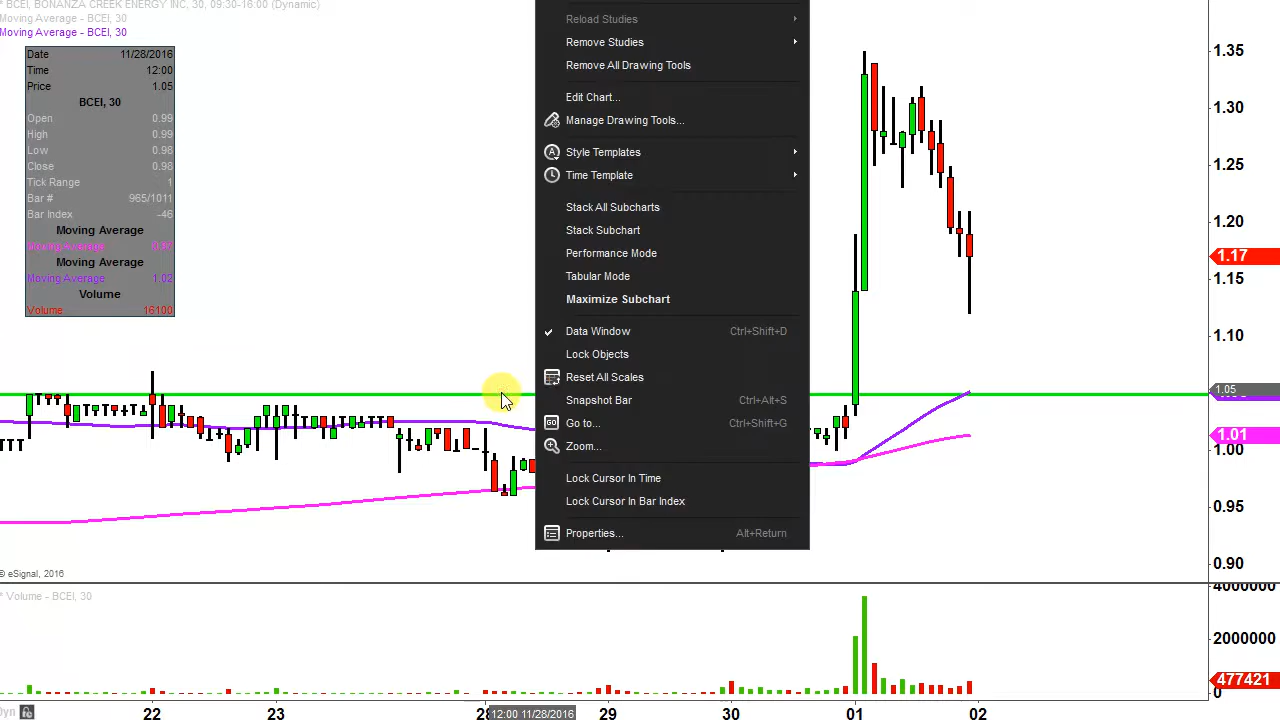 * BCEI, BONANZA CREEK ENERGY INC, 30, 09:30-16:00 (Dynamic)
Moving Average - BCEI, 30
Moving Average - BCEI, 30
Date 11/28/2016
Time 12:00
Price 1.05
BCEI, 30
Open 0.99
High 0.99
Low 0.98
Close 0.98
Tick Range 1
Bar # 965/1011
Bar Index -46
Moving Average
Moving Average
Moving Average
Moving Average 1.02
Volume
Volume 16100
Reload Studies
Remove Studies
Remove All Drawing Tools
Edit Chart...
Manage Drawing Tools...
Style Templates
Time Template
Stack All Subcharts
Stack Subchart
Performance Mode
Tabular Mode
Maximize Subchart
Data Window Ctrl+Shift+D
Lock Objects
Reset All Scales
Snapshot Bar Ctrl+Alt+S
GO Go to... Ctrl+Shift+G
Zoom...
Lock Cursor In Time
Lock Cursor In Bar Index
Properties... Alt+Return
1.35
1.30
1.25
1.20
1.17
1.15
1.10
1.05
1.01
1.00
0.95
0.90
© eSignal, 2016
* Volume - BCEI, 30
4000000
2000000
477421
0
22 23 28 12:00 11/28/2016 29 30 01 02